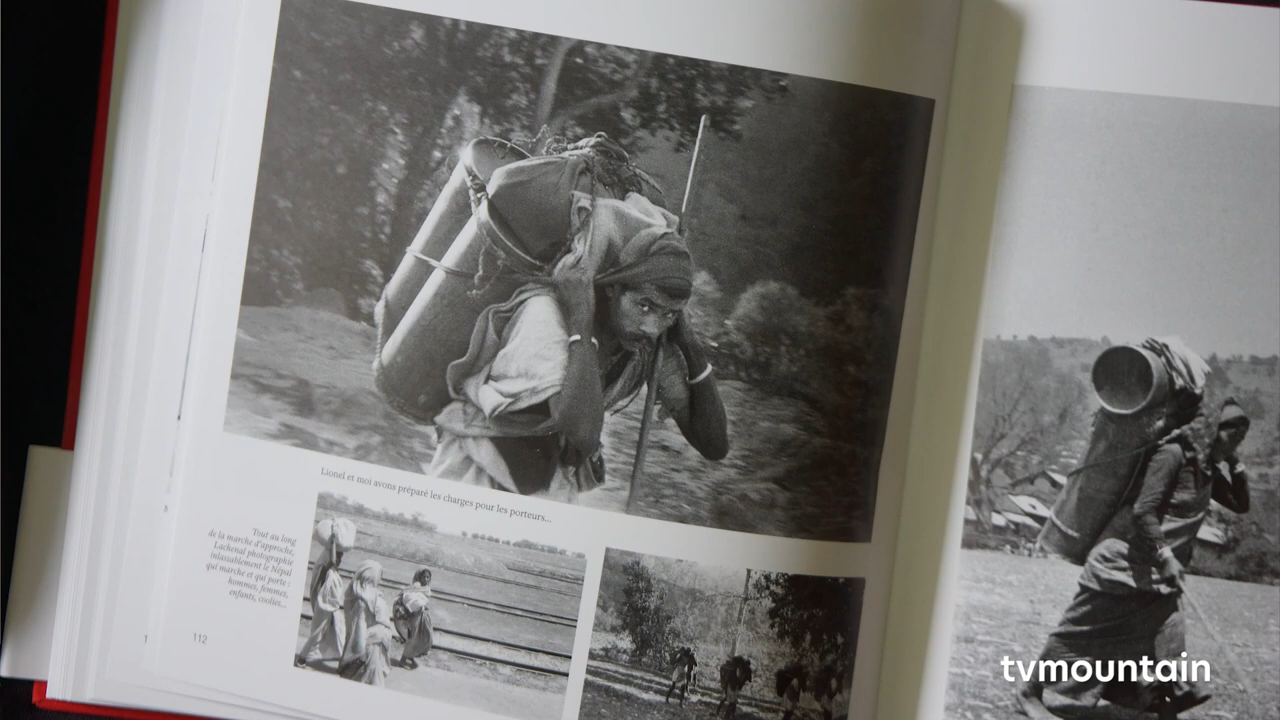 Lionel et moi avons préparé les charges pour les porteurs...
Tout au long
de la marche d'approche,
Lachenal photographie
inlassablement le Népal
qui marche et qui porte :
hommes, femmes,
enfants, coolies...
1
112
tvmountain